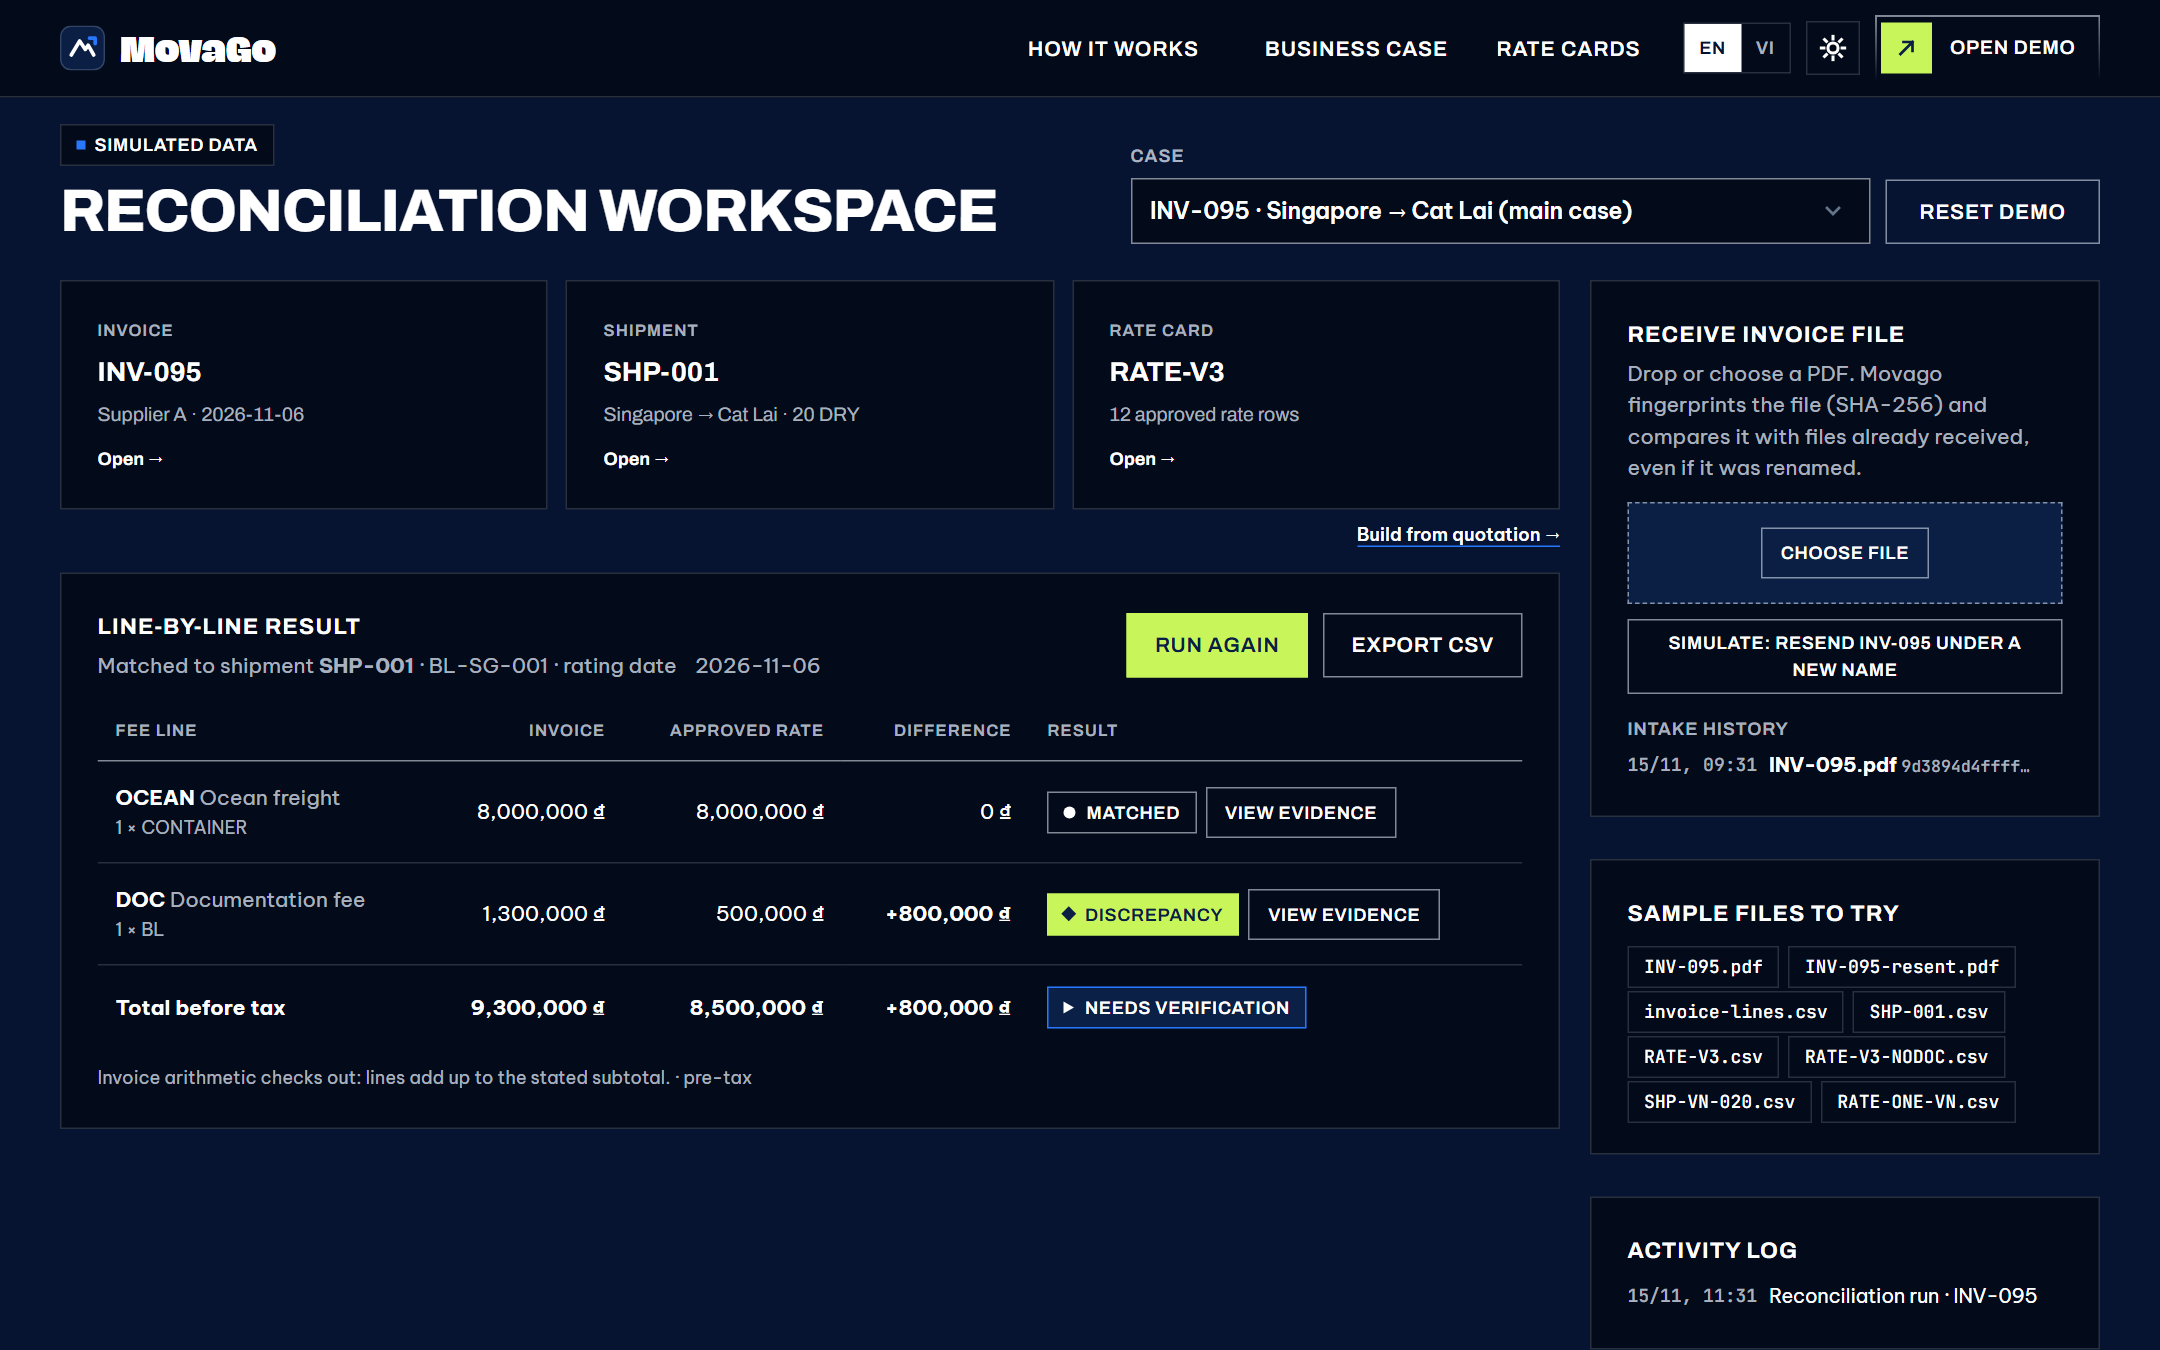 MovaGo
HOW IT WORKS
BUSINESS CASE
RATE CARDS
EN
VI
OPEN DEMO
SIMULATED DATA
RECONCILIATION WORKSPACE
CASE
INV-095 · Singapore → Cat Lai (main case)
RESET DEMO
INVOICE
INV-095
Supplier A · 2026-11-06
Open →
SHIPMENT
SHP-001
Singapore → Cat Lai · 20 DRY
Open →
RATE CARD
RATE-V3
12 approved rate rows
Open →
Build from quotation →
LINE-BY-LINE RESULT
Matched to shipment SHP-001 · BL-SG-001 · rating date 2026-11-06
RUN AGAIN
EXPORT CSV
FEE LINE INVOICE APPROVED RATE DIFFERENCE RESULT
OCEAN Ocean freight
1 × CONTAINER
8,000,000 ₫ 8,000,000 ₫ 0 ₫ MATCHED VIEW EVIDENCE
DOC Documentation fee
1 × BL
1,300,000 ₫ 500,000 ₫ +800,000 ₫ DISCREPANCY VIEW EVIDENCE
Total before tax 9,300,000 ₫ 8,500,000 ₫ +800,000 ₫ NEEDS VERIFICATION
Invoice arithmetic checks out: lines add up to the stated subtotal. · pre-tax
RECEIVE INVOICE FILE
Drop or choose a PDF. Movago
fingerprints the file (SHA-256) and
compares it with files already received,
even if it was renamed.
CHOOSE FILE
SIMULATE: RESEND INV-095 UNDER A
NEW NAME
INTAKE HISTORY
15/11, 09:31 INV-095.pdf 9d3894d4ffff…
SAMPLE FILES TO TRY
INV-095.pdf INV-095-resent.pdf
invoice-lines.csv SHP-001.csv
RATE-V3.csv RATE-V3-NODOC.csv
SHP-VN-020.csv RATE-ONE-VN.csv
ACTIVITY LOG
15/11, 11:31 Reconciliation run · INV-095